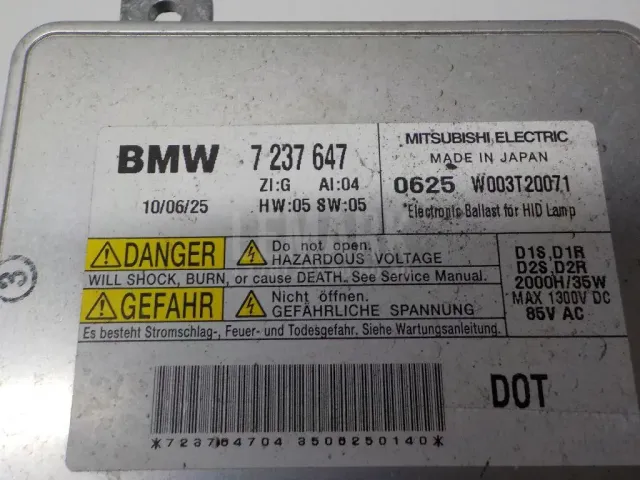 BMW 7 237 647
ZI:G AI:04
10/06/25 HW:05 SW:05
MITSUBISHI ELECTRIC
MADE IN JAPAN
0625 W003T20071
Electronic Ballast for HID Lamp
DANGER Do not open.
HAZARDOUS VOLTAGE
WILL SHOCK, BURN, or cause DEATH. See Service Manual.
GEFAHR Nicht öffnen.
GEFÄHRLICHE SPANNUNG
Es besteht Stromschlag-, Feuer- und Todesgefahr. Siehe Wartungsanleitung.
D1S,D1R
D2S,D2R
2000H/35W
MAX 1300V DC
85V AC
DOT
3